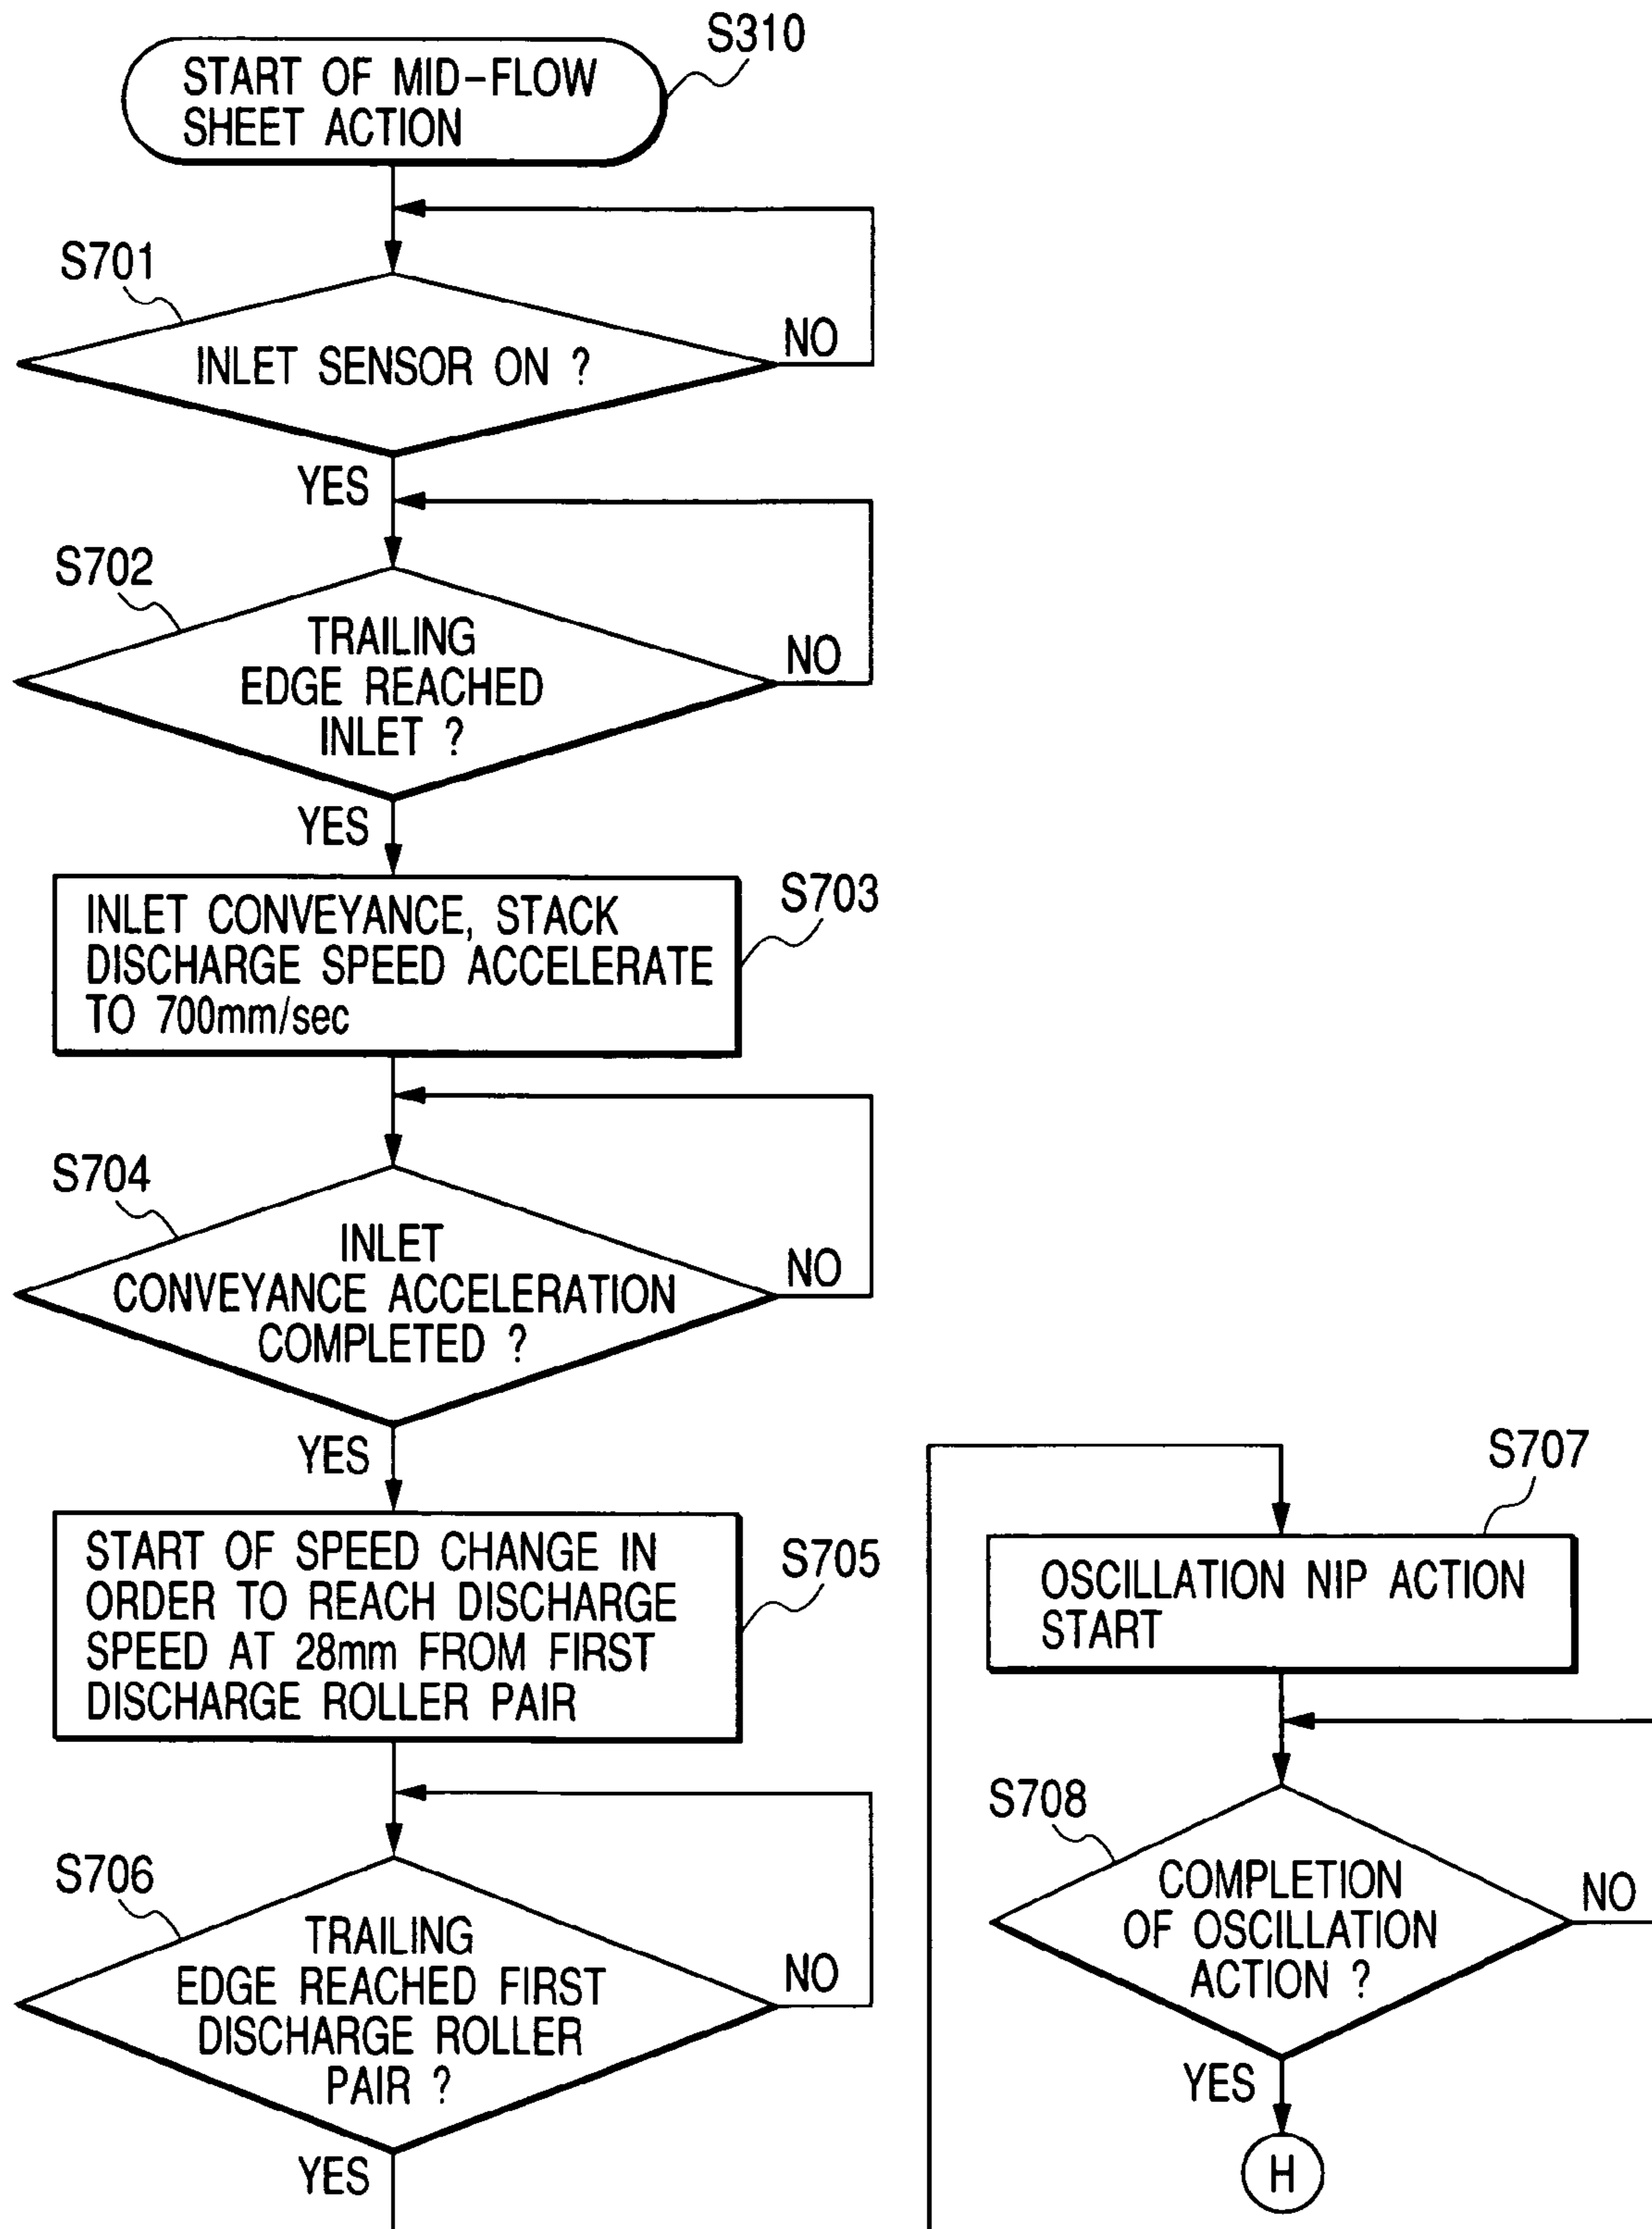 S310
START OF MID-FLOW
SHEET ACTION
S701
INLET SENSOR ON ?
NO
YES
S702
TRAILING
EDGE REACHED
INLET ?
NO
YES
S703
INLET CONVEYANCE, STACK
DISCHARGE SPEED ACCELERATE
TO 700mm/sec
S704
INLET
CONVEYANCE ACCELERATION
COMPLETED ?
NO
YES
S705
START OF SPEED CHANGE IN
ORDER TO REACH DISCHARGE
SPEED AT 28mm FROM FIRST
DISCHARGE ROLLER PAIR
S706
TRAILING
EDGE REACHED FIRST
DISCHARGE ROLLER
PAIR ?
NO
YES
S707
OSCILLATION NIP ACTION
START
S708
COMPLETION
OF OSCILLATION
ACTION ?
NO
YES
H